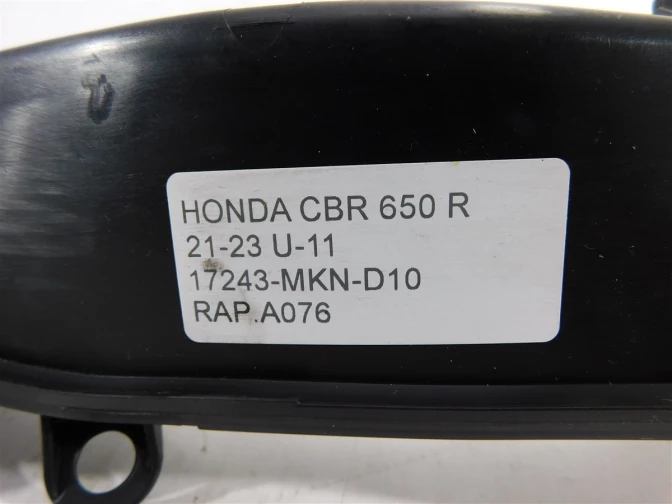 HONDA CBR 650 R
21-23 U-11
17243-MKN-D10
RAP.A076